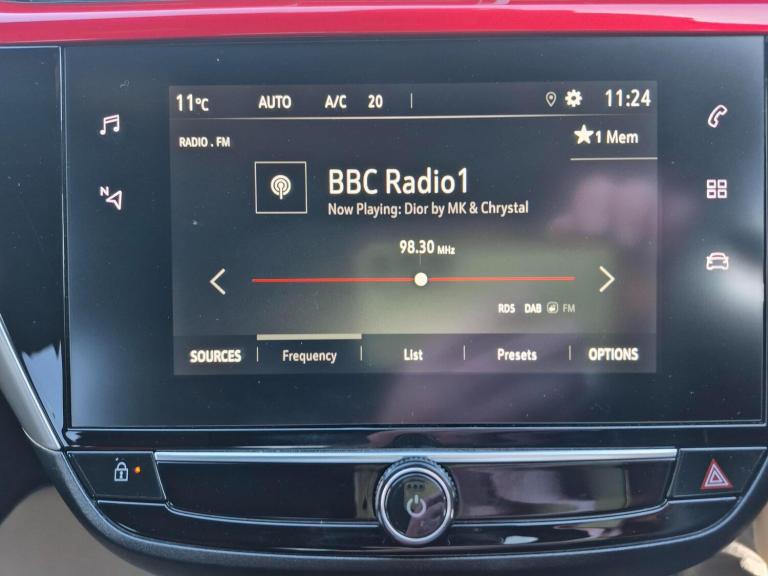 11°C AUTO A/C 20 11:24
RADIO . FM
★1 Mem
N
BBC Radio1
Now Playing: Dior by MK & Chrystal
98.30 MHz
RDS DAB FM
SOURCES Frequency List Presets OPTIONS